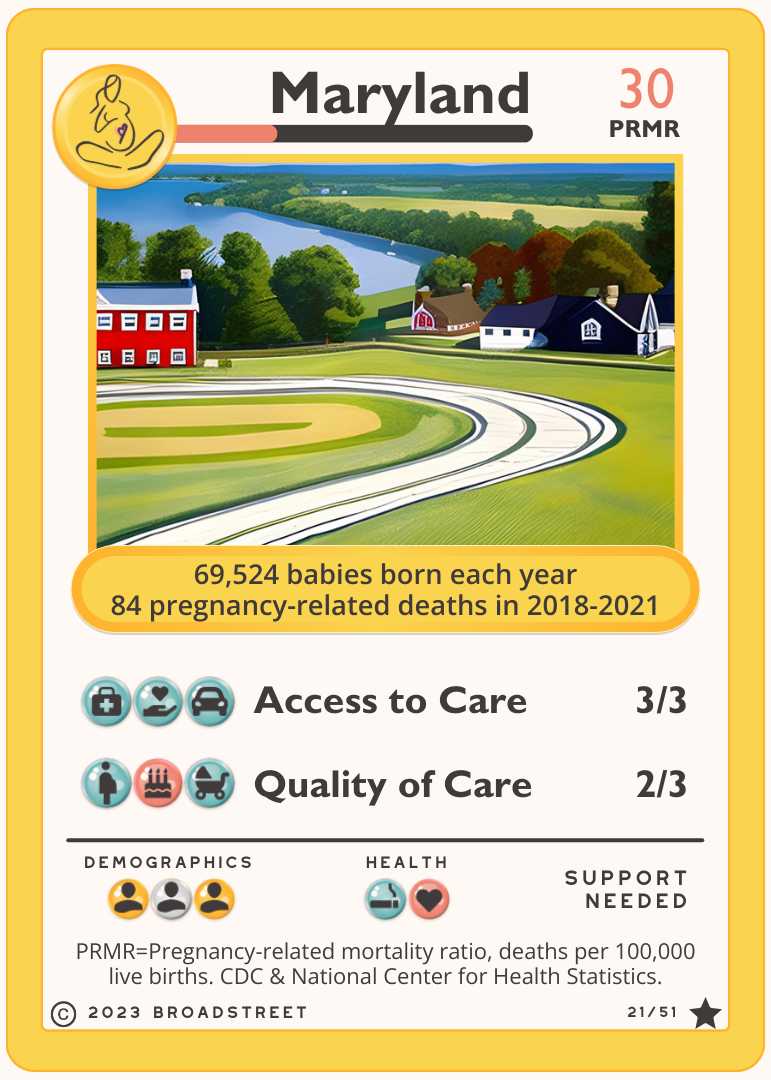 Maryland
30
PRMR
69,524 babies born each year
84 pregnancy-related deaths in 2018-2021
Access to Care 3/3
Quality of Care 2/3
DEMOGRAPHICS
HEALTH
SUPPORT
NEEDED
PRMR=Pregnancy-related mortality ratio, deaths per 100,000
live births. CDC & National Center for Health Statistics.
© 2023 BROADSTREET 21/51